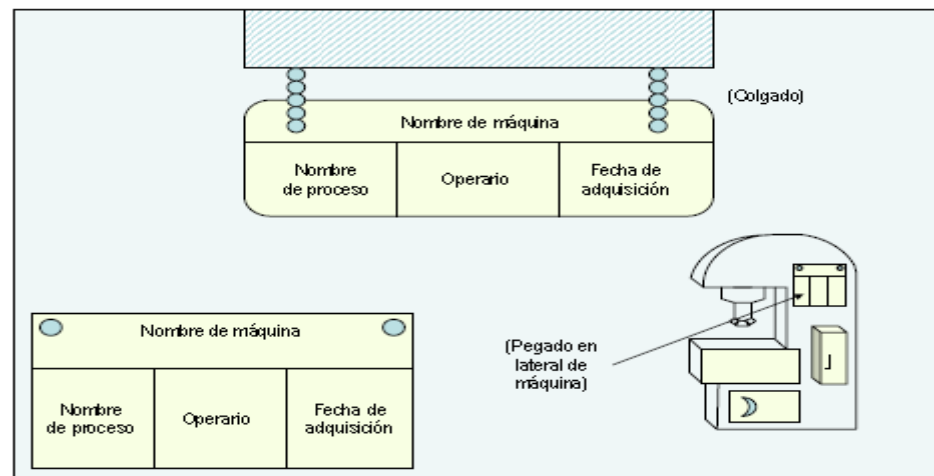 (Colgado)
Nombre de máquina
Nombre
de proceso
Operario
Fecha de
adquisición
Nombre de máquina
Nombre
de proceso
Operario
Fecha de
adquisición
(Pegado en
lateral de
máquina)